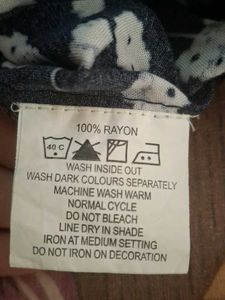 100% RAYON
40 C
WASH INSIDE OUT
WASH DARK COLOURS SEPARATELY
MACHINE WASH WARM
NORMAL CYCLE
DO NOT BLEACH
LINE DRY IN SHADE
IRON AT MEDIUM SETTING
DO NOT IRON ON DECORATION